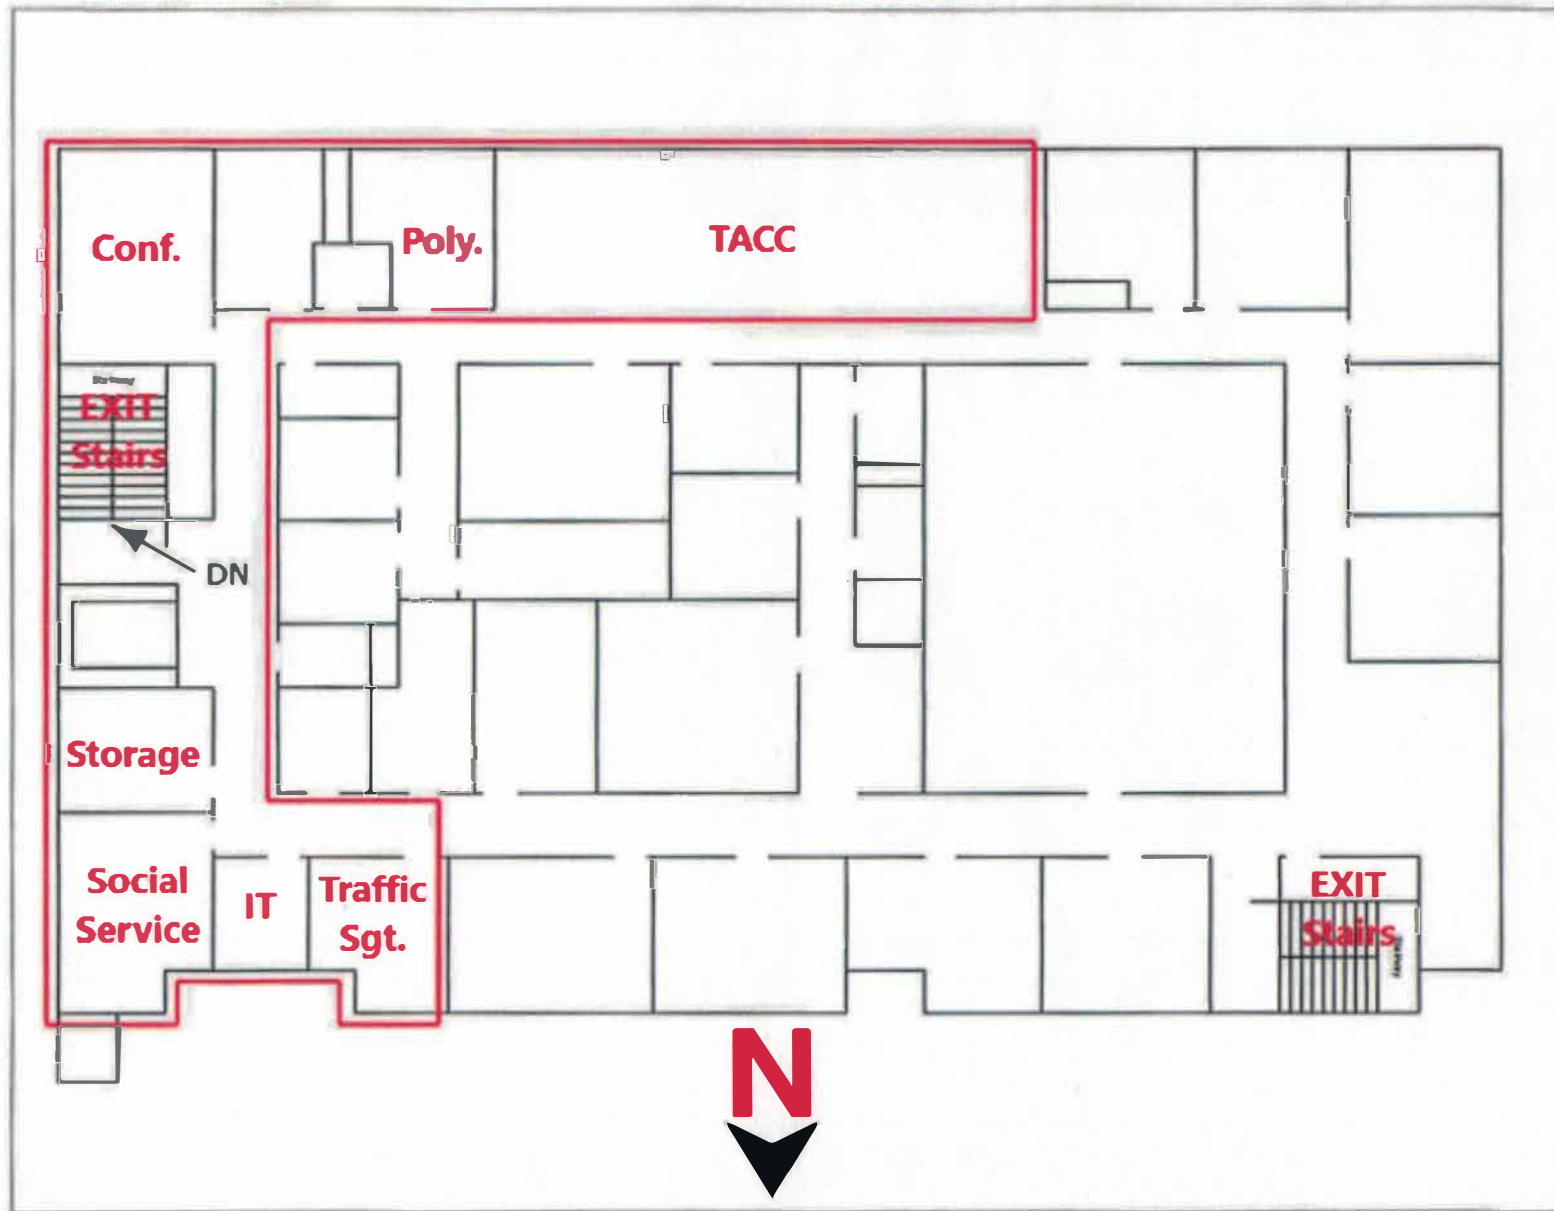 Conf.
Poly.
TACC
EXIT
Stairs
DN
Storage
Social
Service
IT
Traffic
Sgt.
EXIT
Stairs
N